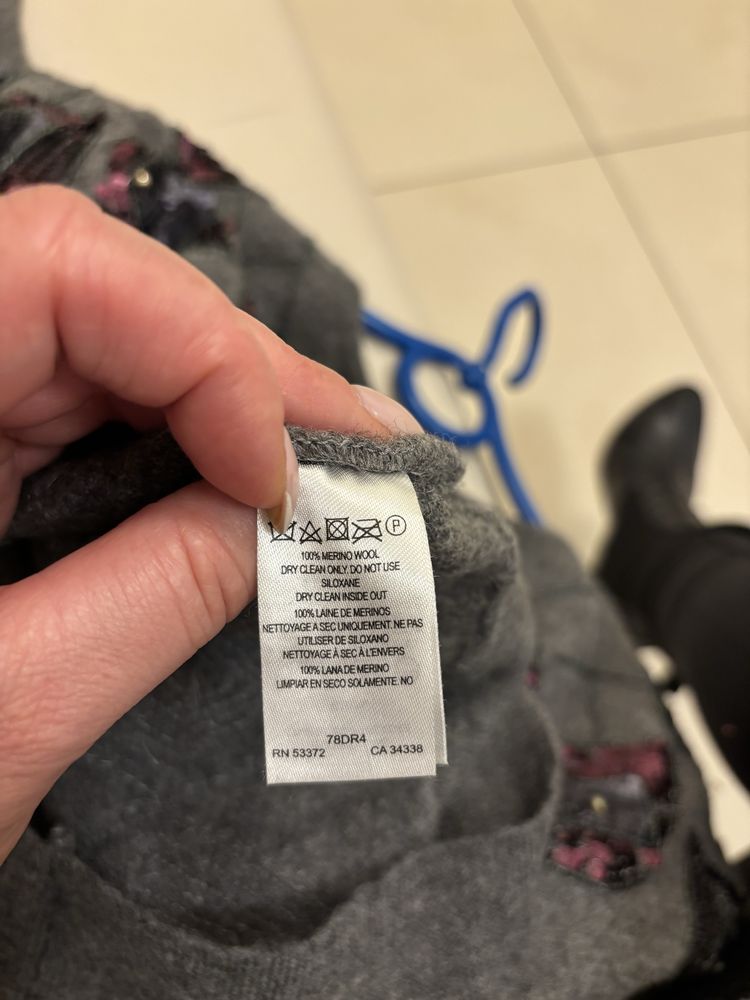 P
100% MERINO WOOL
DRY CLEAN ONLY. DO NOT USE
SILOXANE
DRY CLEAN INSIDE OUT
100% LAINE DE MERINOS
NETTOYAGE A SEC UNIQUEMENT. NE PAS
UTILISER DE SILOXANO
NETTOYAGE À SEC À L'ENVERS
100% LANA DE MERINO
LIMPIAR EN SECO SOLAMENTE. NO
78DR4
RN 53372 CA 34338